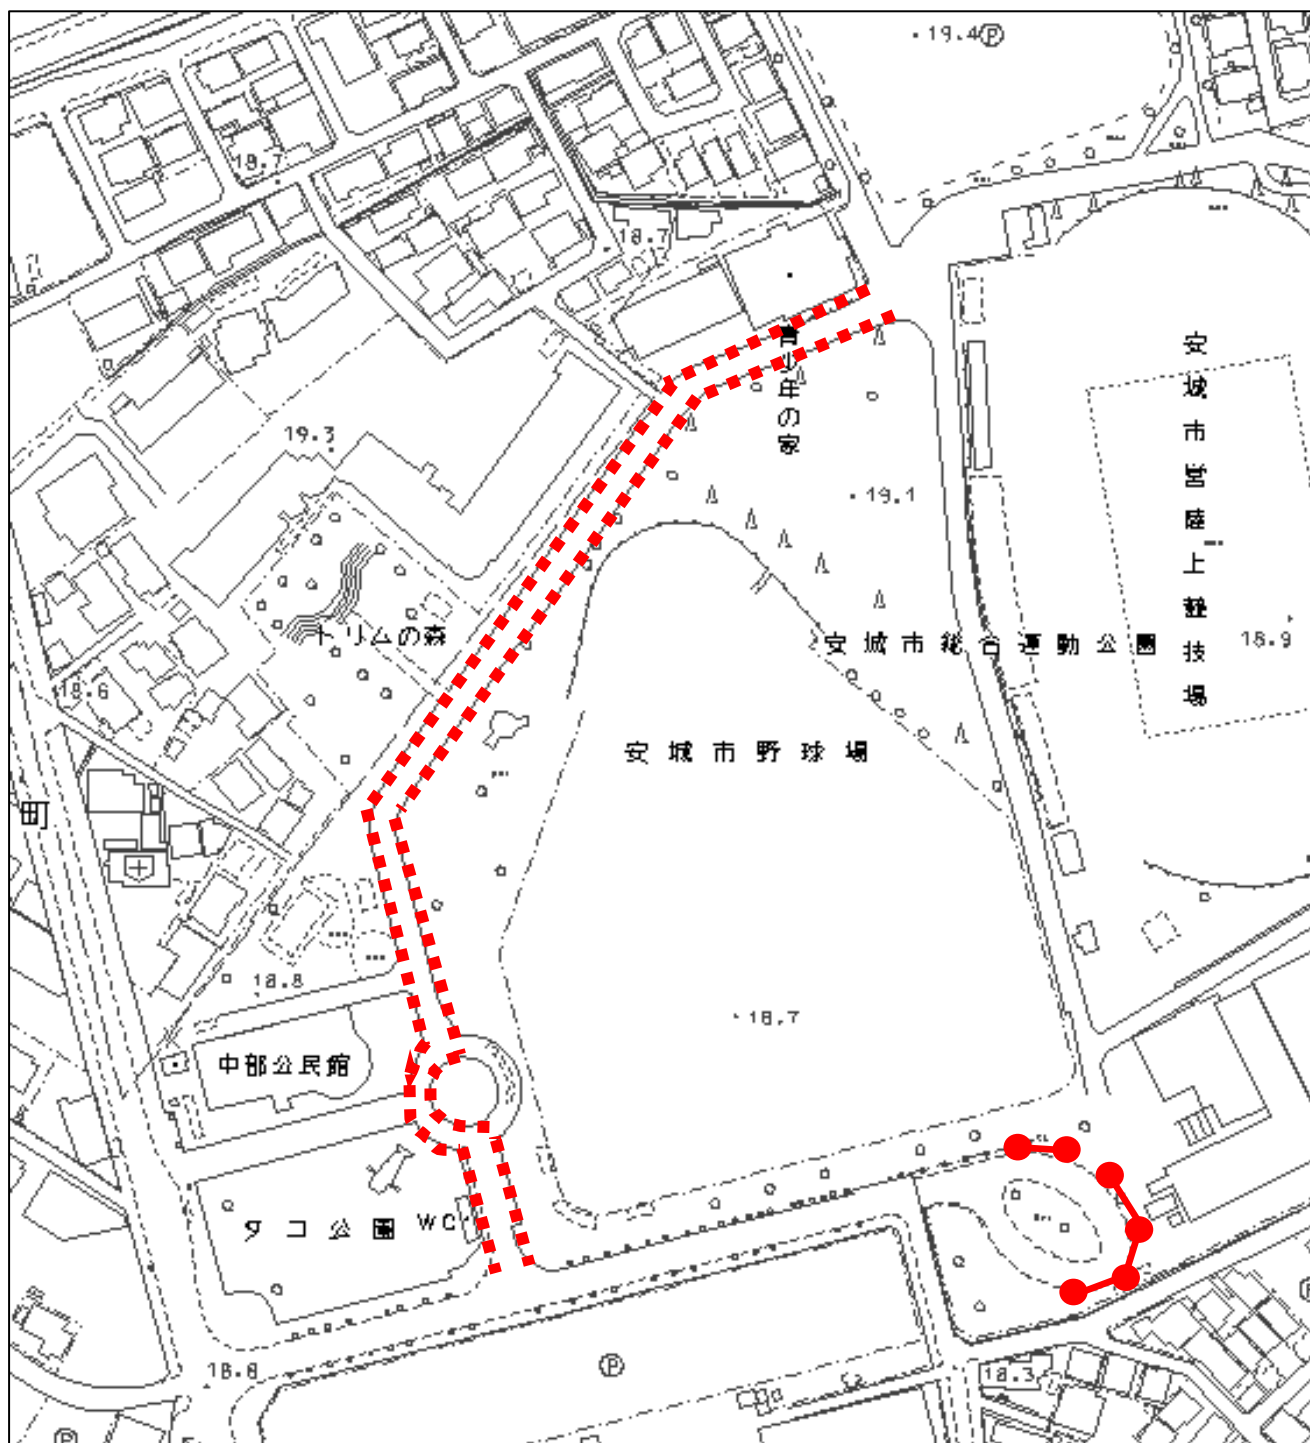 19.4 P
18.7
18.7
青少年の家
安城市営陸上競技場
19.3
19.1
トリムの森
安城市総合運動公園
18.9
18.6
安城市野球場
町
18.8
18.7
中部公民館
タコ公園
WC
18.8
P
18.3
P
P